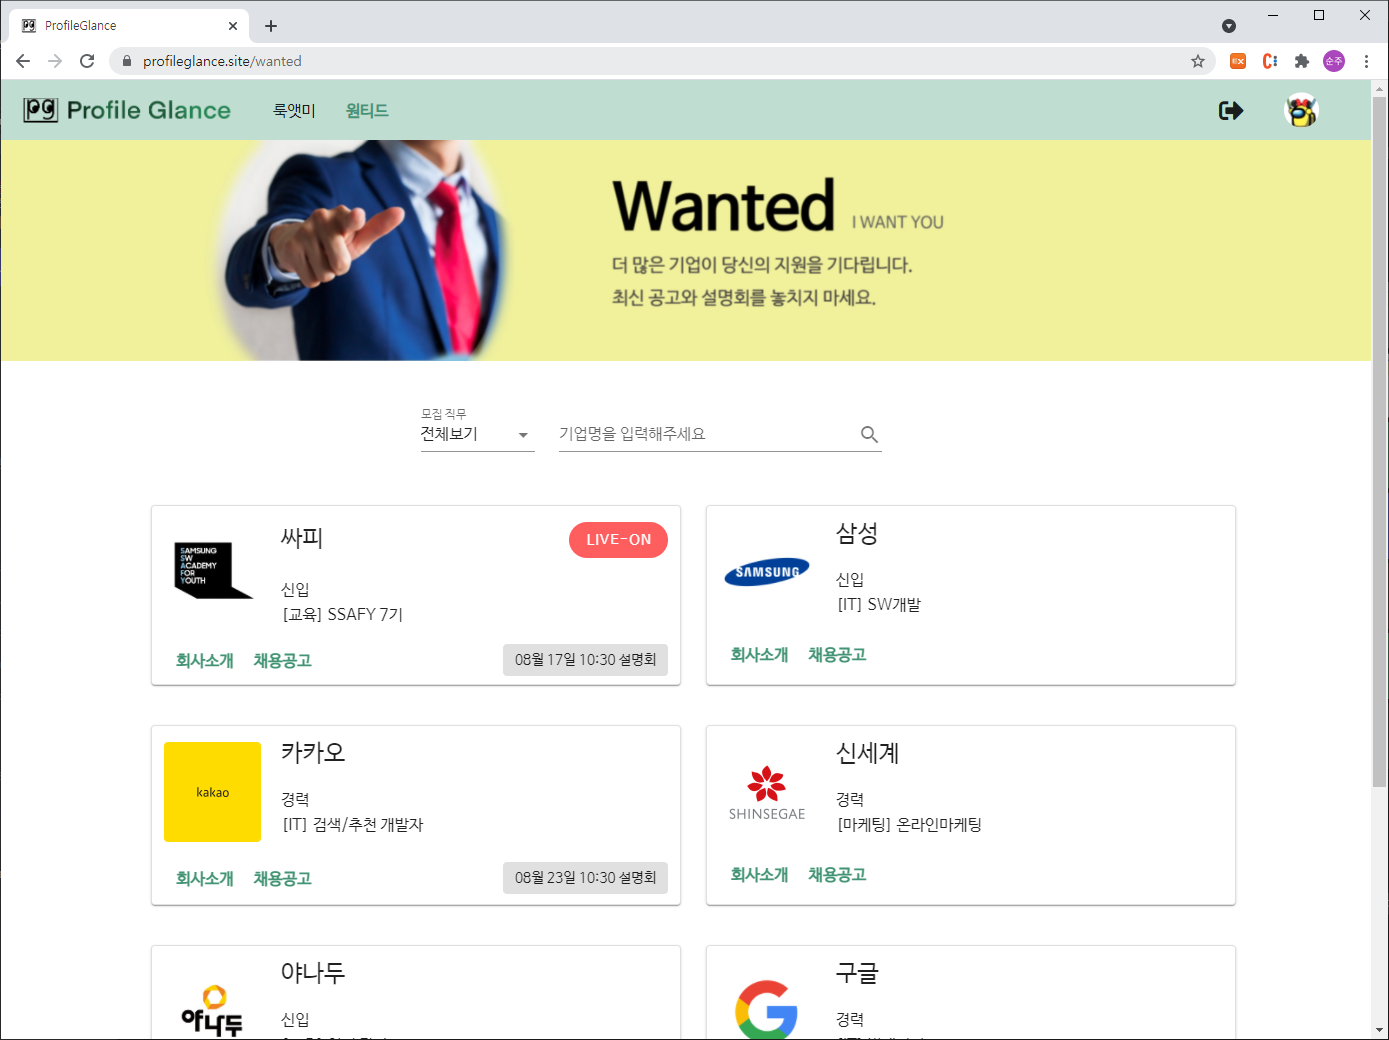 ProfileGlance
profileglance.site/wanted
순주
pg Profile Glance 룩앳미 원티드
Wanted I WANT YOU
더 많은 기업이 당신의 지원을 기다립니다.
최신 공고와 설명회를 놓치지 마세요.
모집 직무
전체보기 기업명을 입력해주세요
싸피 LIVE-ON
SAMSUNG
SW
ACADEMY
FOR
YOUTH
신입
[교육] SSAFY 7기
회사소개 채용공고 08월 17일 10:30 설명회
삼성
SAMSUNG
신입
[IT] SW개발
회사소개 채용공고
카카오
kakao
경력
[IT] 검색/추천 개발자
회사소개 채용공고 08월 23일 10:30 설명회
신세계
SHINSEGAE
경력
[마케팅] 온라인마케팅
회사소개 채용공고
야나두
야나두
신입
구글
G
경력